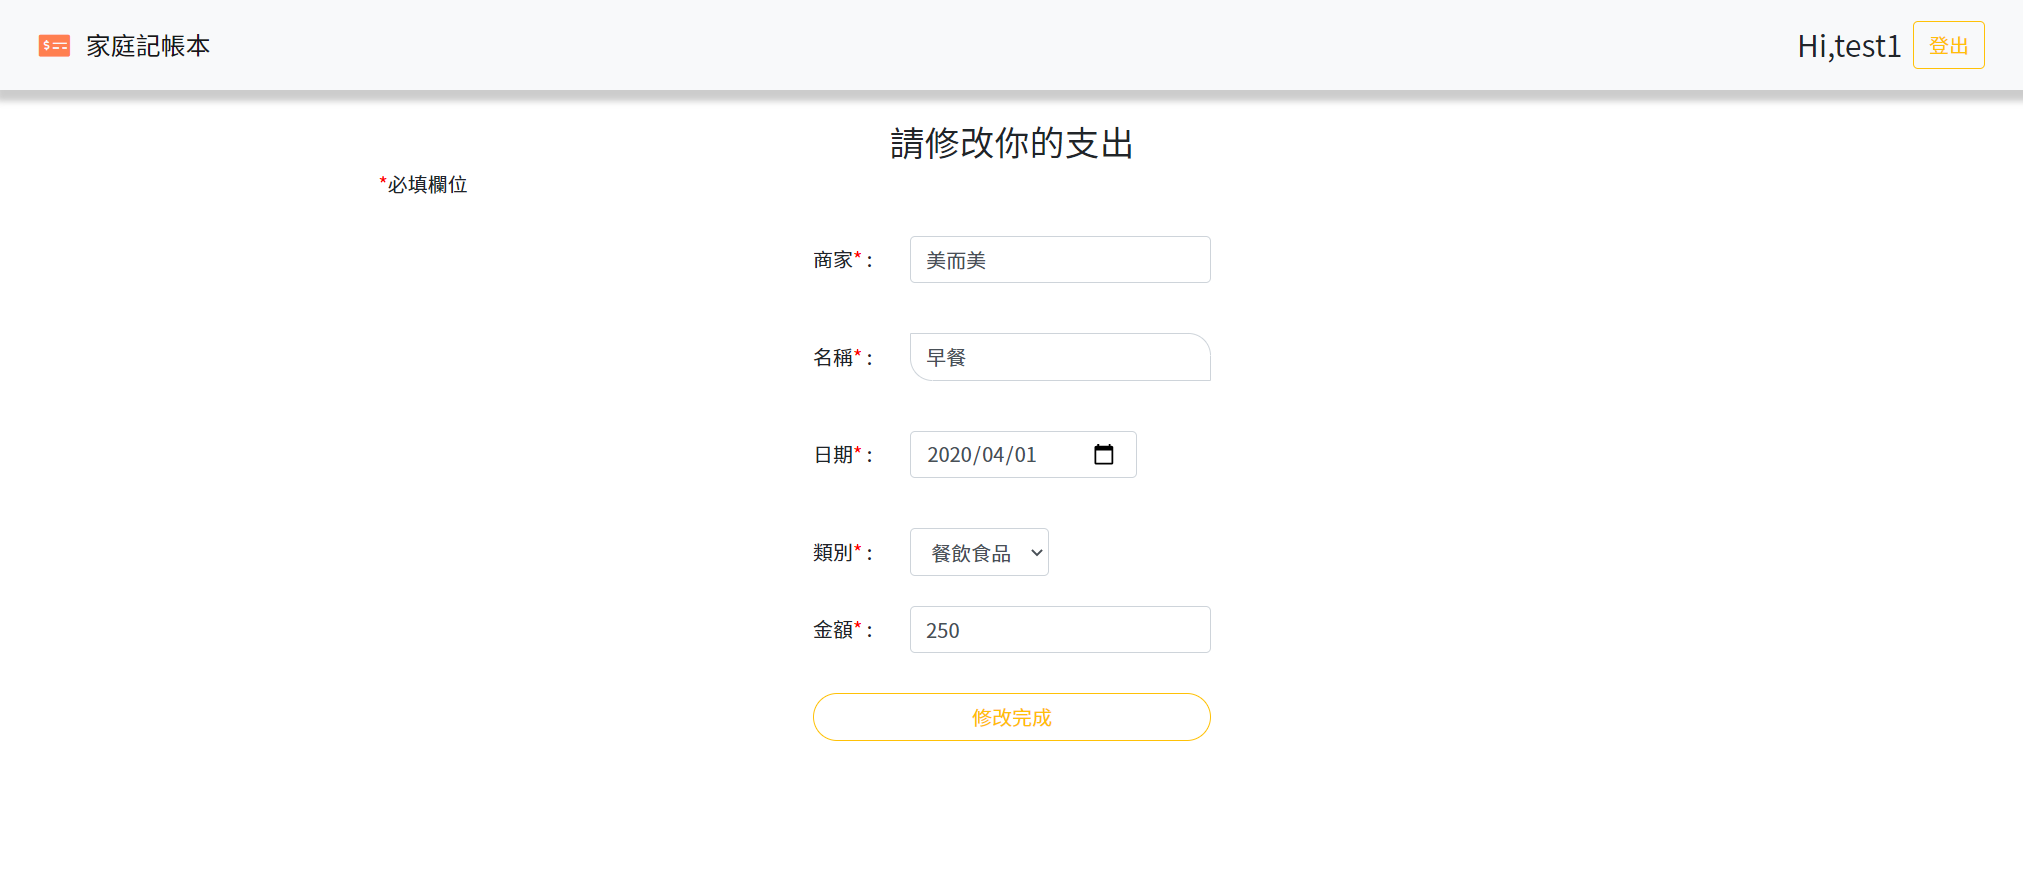 家庭記帳本
Hi,test1 登出
請修改你的支出
*必填欄位
商家*： 美而美
名稱*： 早餐
日期*： 2020/04/01
類別*： 餐飲食品
金額*： 250
修改完成